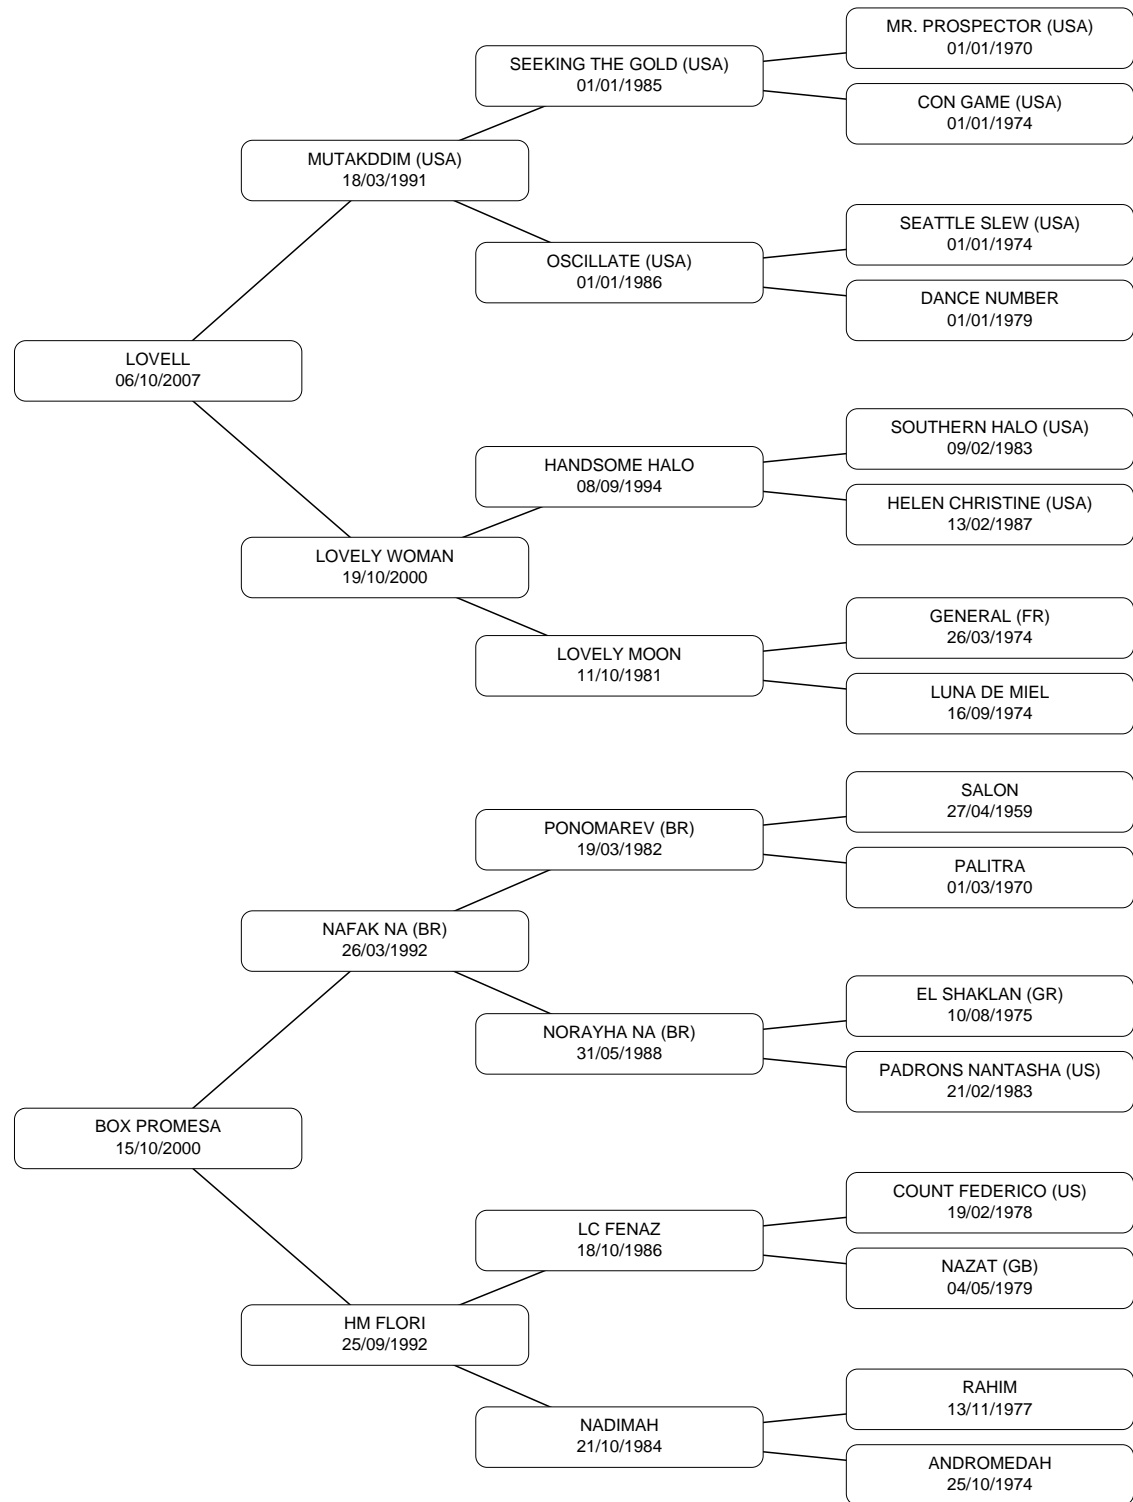 MR. PROSPECTOR (USA)
01/01/1970
SEEKING THE GOLD (USA)
01/01/1985
CON GAME (USA)
01/01/1974
MUTAKDDIM (USA)
18/03/1991
SEATTLE SLEW (USA)
01/01/1974
OSCILLATE (USA)
01/01/1986
DANCE NUMBER
01/01/1979
LOVELL
06/10/2007
SOUTHERN HALO (USA)
09/02/1983
HANDSOME HALO
08/09/1994
HELEN CHRISTINE (USA)
13/02/1987
LOVELY WOMAN
19/10/2000
GENERAL (FR)
26/03/1974
LOVELY MOON
11/10/1981
LUNA DE MIEL
16/09/1974
SALON
27/04/1959
PONOMAREV (BR)
19/03/1982
PALITRA
01/03/1970
NAFAK NA (BR)
26/03/1992
EL SHAKLAN (GR)
10/08/1975
NORAYHA NA (BR)
31/05/1988
PADRONS NANTASHA (US)
21/02/1983
BOX PROMESA
15/10/2000
COUNT FEDERICO (US)
19/02/1978
LC FENAZ
18/10/1986
NAZAT (GB)
04/05/1979
HM FLORI
25/09/1992
RAHIM
13/11/1977
NADIMAH
21/10/1984
ANDROMEDAH
25/10/1974